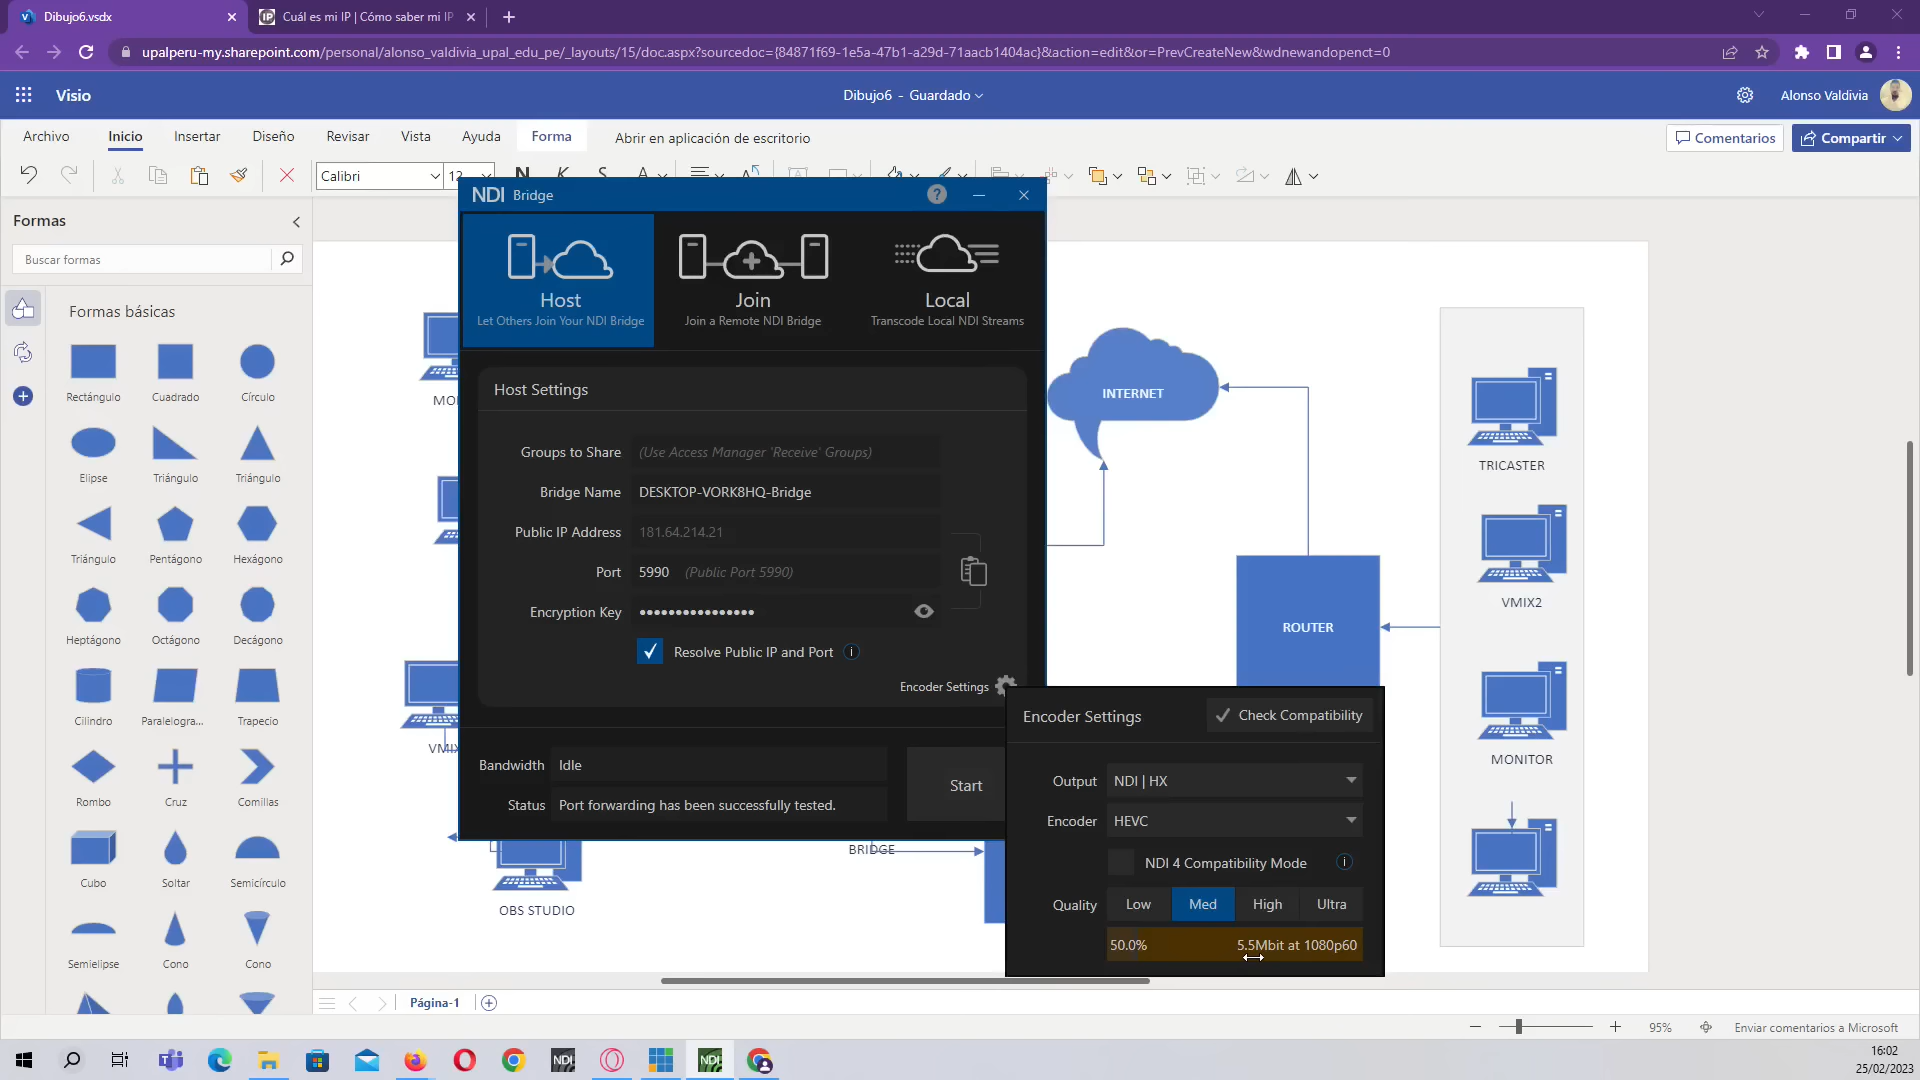 Dibujo6.vsdx
Cuál es mi IP | Cómo saber mi IP
upalperu-my.sharepoint.com/personal/alonso_valdivia_upal_edu_pe/_layouts/15/doc.aspx?sourcedoc={84871f69-1e5a-47b1-a29d-71aacb1404ac}&action=edit&or=PrevCreateNew&wdnewandopenct=0
Visio
Dibujo6 - Guardado
Alonso Valdivia
Archivo
Inicio
Insertar
Diseño
Revisar
Vista
Ayuda
Forma
Abrir en aplicación de escritorio
Comentarios
Compartir
Calibri
12
Formas
Buscar formas
Formas básicas
Rectángulo
Cuadrado
Círculo
Elipse
Triángulo
Triángulo
Triángulo
Pentágono
Hexágono
Heptágono
Octágono
Decágono
Cilindro
Paralelogra...
Trapecio
Rombo
Cruz
Comillas
Cubo
Soltar
Semicírculo
Semielipse
Cono
Cono
NDI Bridge
Host
Let Others Join Your NDI Bridge
Join
Join a Remote NDI Bridge
Local
Transcode Local NDI Streams
Host Settings
Groups to Share
(Use Access Manager 'Receive' Groups)
Bridge Name
DESKTOP-VORK8HQ-Bridge
Public IP Address
181.64.214.21
Port
5990 (Public Port 5990)
Encryption Key
••••••••••••••••
Resolve Public IP and Port
Encoder Settings
Bandwidth
Idle
Status
Port forwarding has been successfully tested.
Start
Encoder Settings
Check Compatibility
Output
NDI | HX
Encoder
HEVC
NDI 4 Compatibility Mode
Quality
Low
Med
High
Ultra
50.0%
5.5Mbit at 1080p60
INTERNET
ROUTER
TRICASTER
VMIX2
MONITOR
BRIDGE
OBS STUDIO
Página-1
95%
Enviar comentarios a Microsoft
NDI
NDI
16:02
25/02/2023